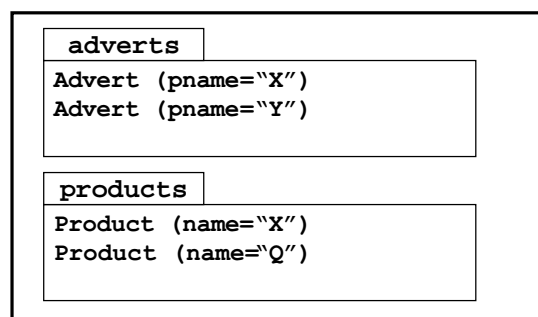 adverts
Advert (pname=“X”)
Advert (pname=“Y”)
products
Product (name=“X”)
Product (name=“Q”)